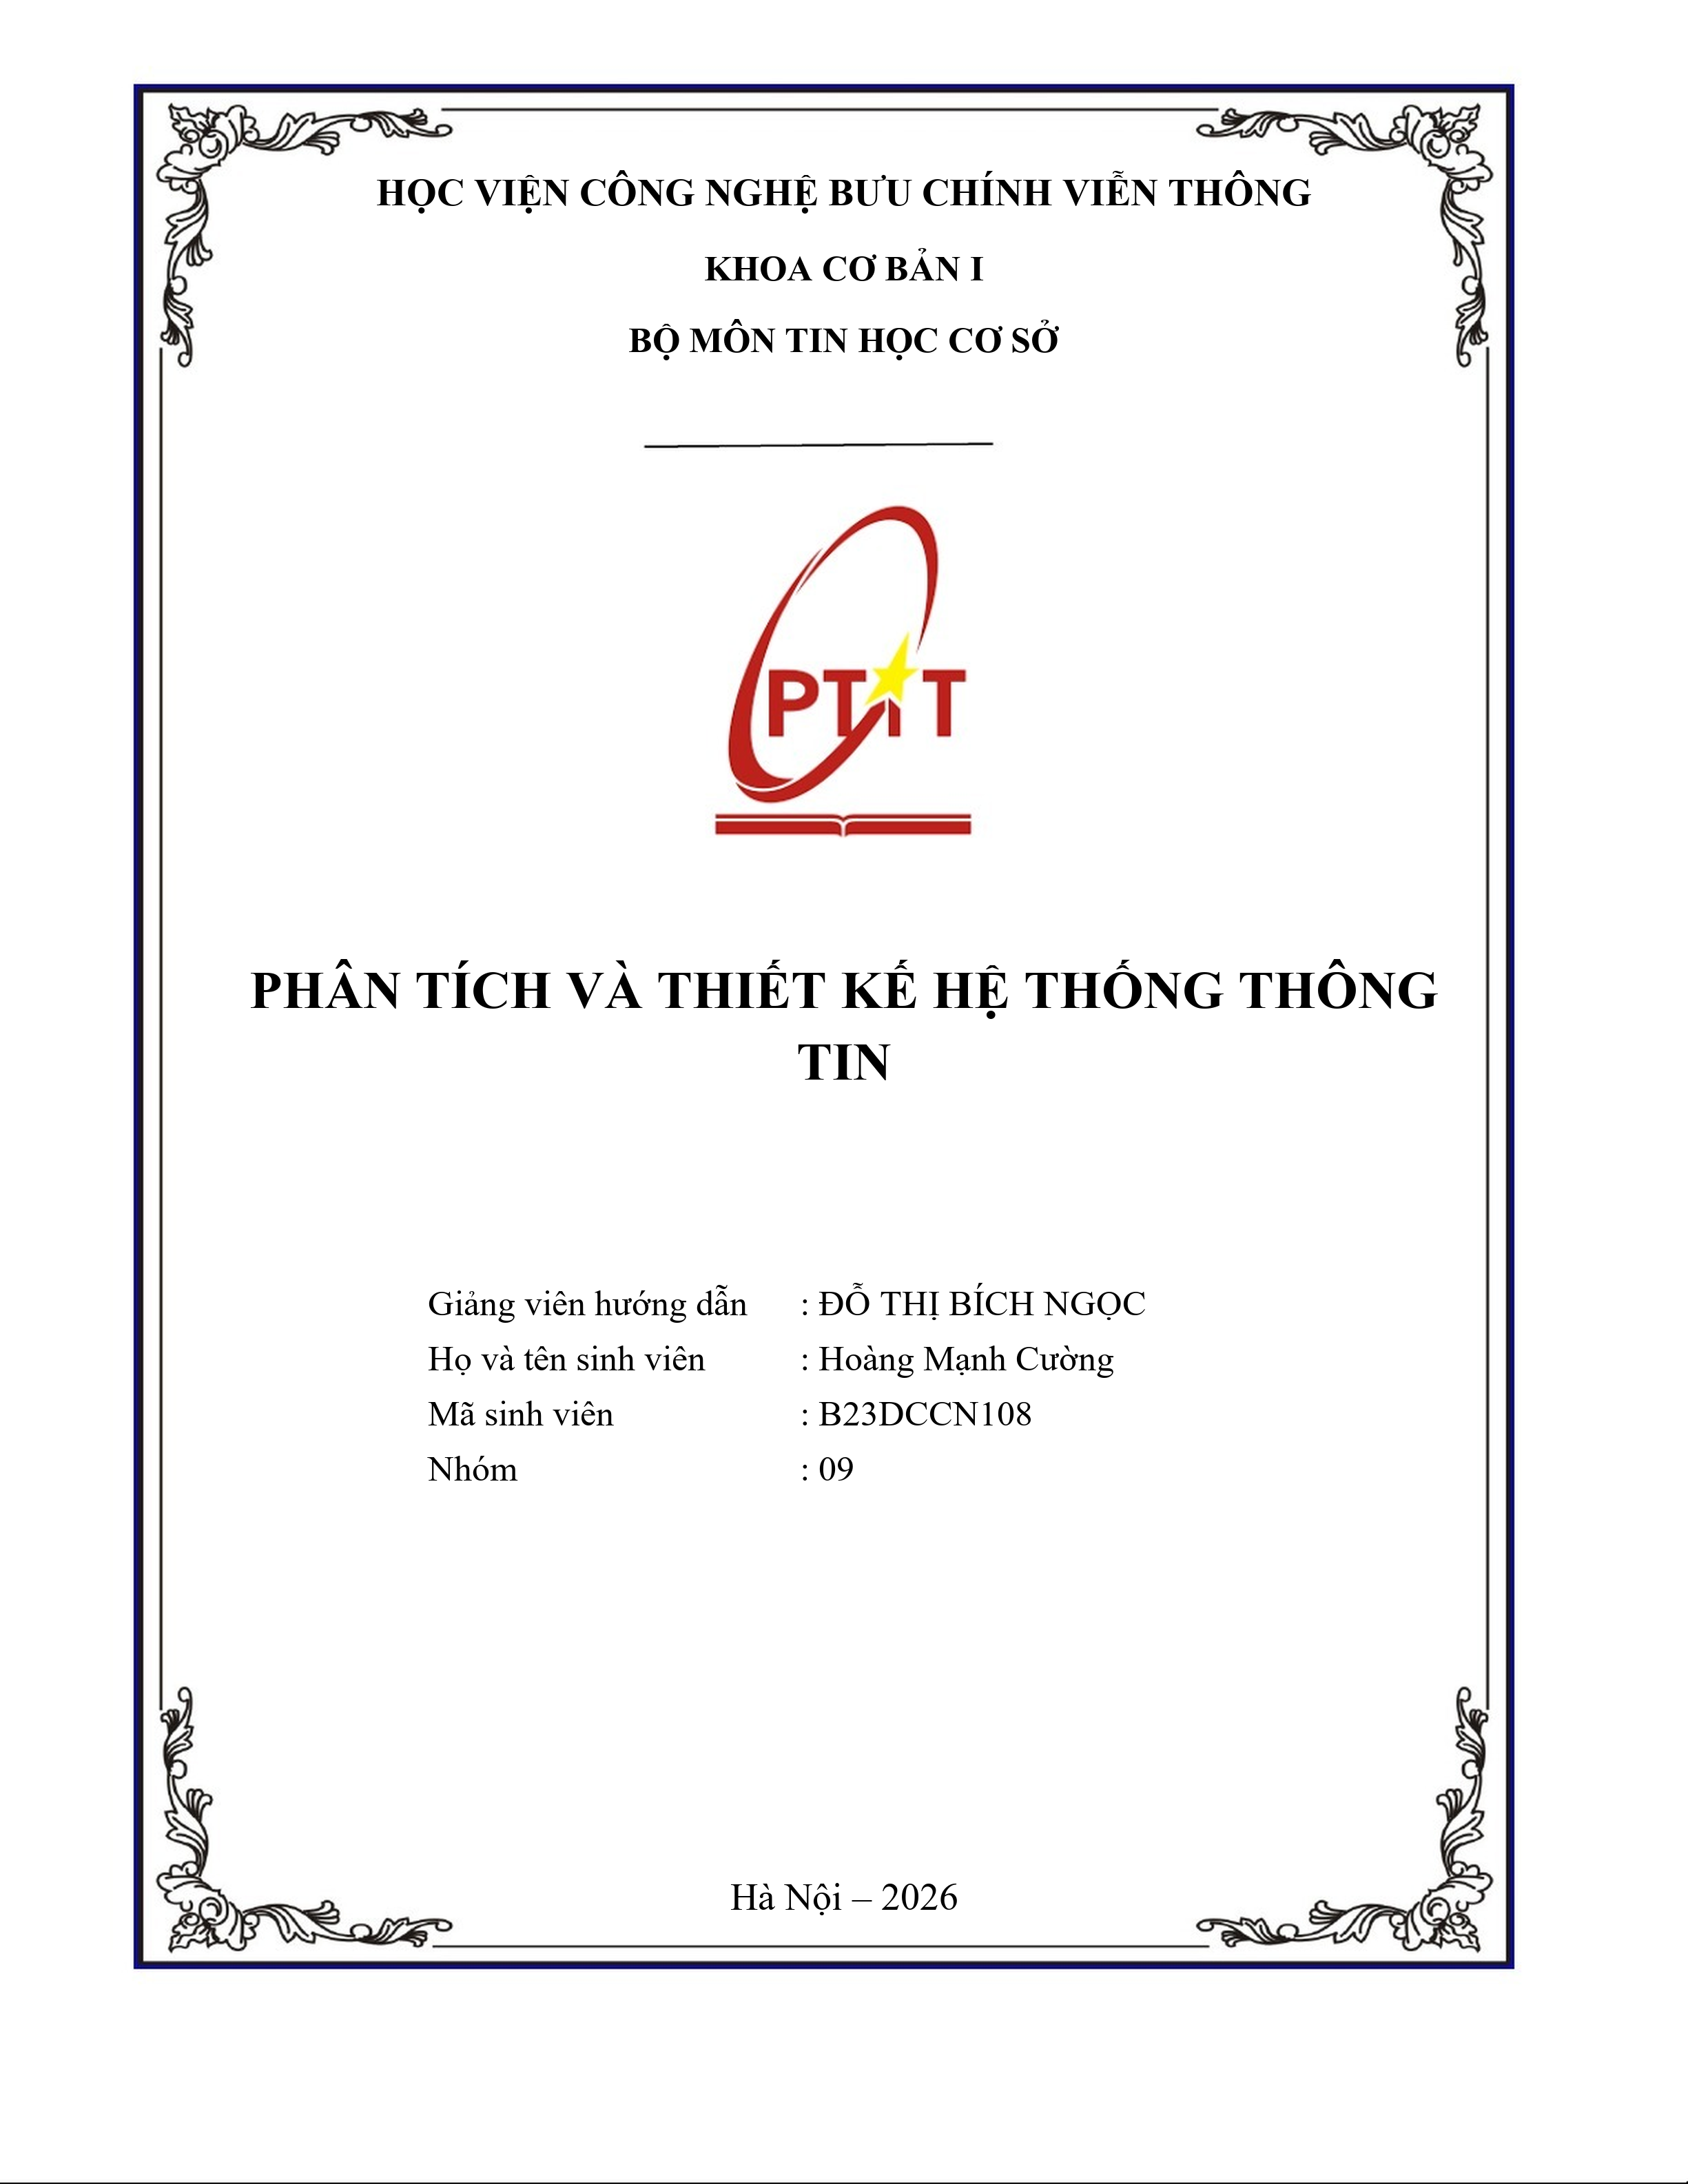 HỌC VIỆN CÔNG NGHỆ BƯU CHÍNH VIỄN THÔNG
KHOA CƠ BẢN I
BỘ MÔN TIN HỌC CƠ SỞ
PTIT
PHÂN TÍCH VÀ THIẾT KẾ HỆ THỐNG THÔNG
TIN
Giảng viên hướng dẫn : ĐỖ THỊ BÍCH NGỌC
Họ và tên sinh viên : Hoàng Mạnh Cường
Mã sinh viên : B23DCCN108
Nhóm : 09
Hà Nội – 2026